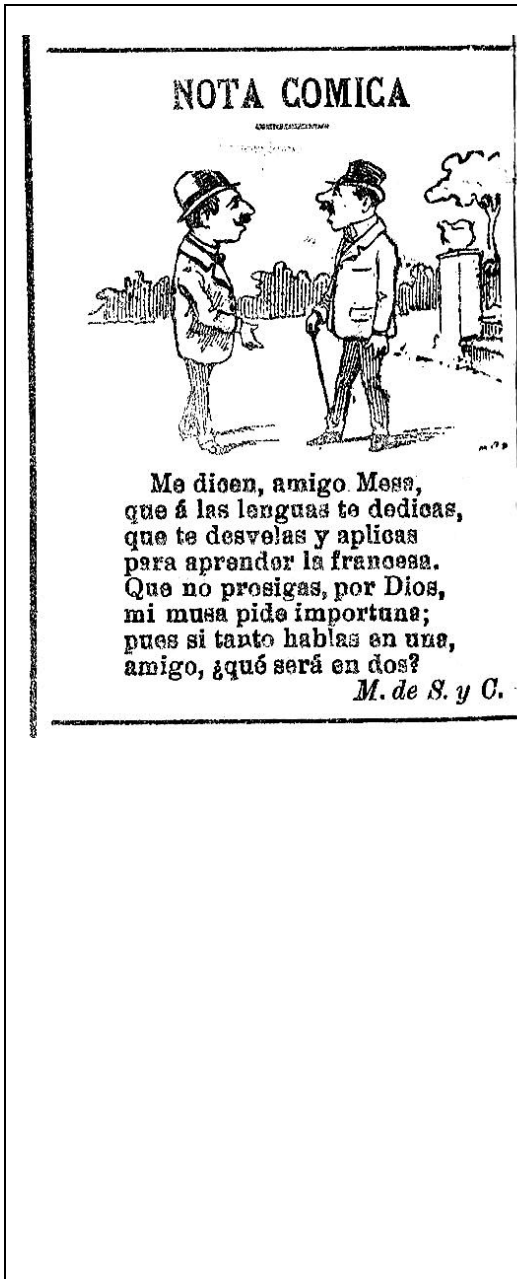 NOTA COMICA
Me dicen, amigo Mesa,
que á las lenguas te dedicas,
que te desvelas y aplicas
para aprender la francesa.
Que no prosigas, por Dios,
mi musa pide importuna;
pues si tanto hablas en una,
amigo, ¿qué será en dos?
M. de S. y C.